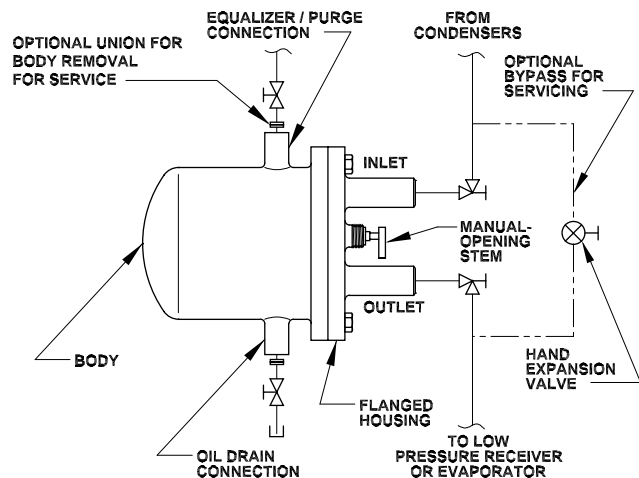 EQUALIZER / PURGE
CONNECTION
FROM
CONDENSERS
OPTIONAL UNION FOR
BODY REMOVAL
FOR SERVICE
OPTIONAL
BYPASS FOR
SERVICING
INLET
MANUAL-
OPENING
STEM
OUTLET
BODY
HAND
EXPANSION
VALVE
FLANGED
HOUSING
OIL DRAIN
CONNECTION
TO LOW
PRESSURE RECEIVER
OR EVAPORATOR